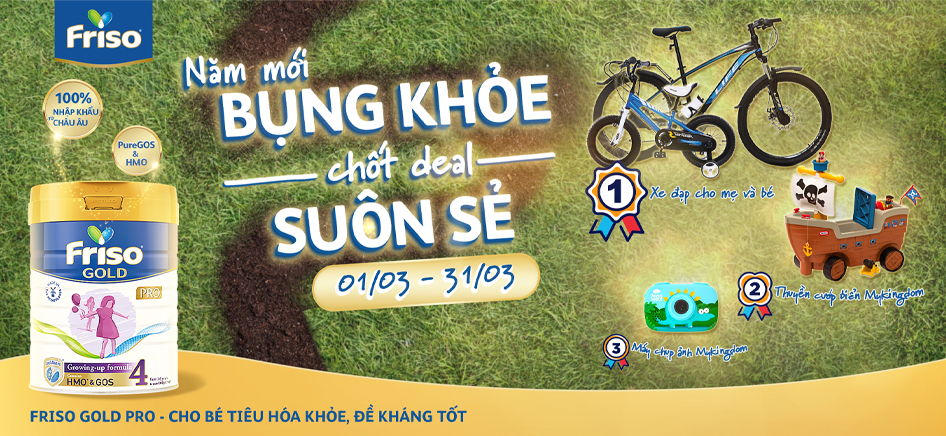 Friso
100%
NHẬP KHẨU
TỪ CHÂU ÂU
PureGOS
&
HMO
Năm mới
BỤNG KHỎE
chốt deal
SUÔN SẺ
01/03 - 31/03
1
Xe đạp cho mẹ và bé
2
Thuyền cướp biển Mykingdom
3
Máy chụp ảnh Mykingdom
Friso
GOLD
PRO
Growing-up formula
4
HMO & GOS
FRISO GOLD PRO - CHO BÉ TIÊU HÓA KHỎE, ĐỀ KHÁNG TỐT